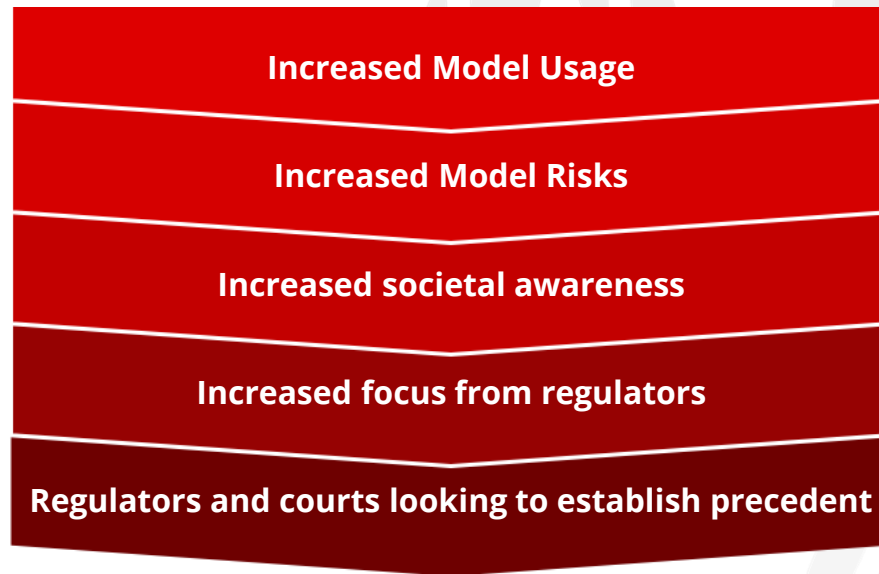 Increased Model Usage
Increased Model Risks
Increased societal awareness
Increased focus from regulators
Regulators and courts looking to establish precedent